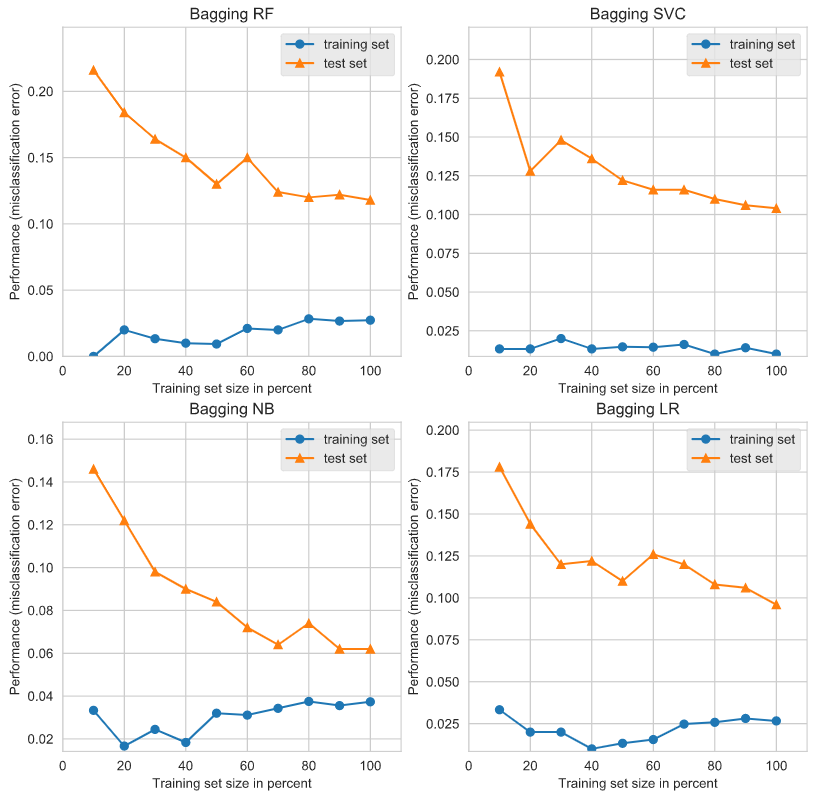 Bagging RF
training set
test set
Performance (misclassification error)
0.20
0.15
0.10
0.05
0.00
0 20 40 60 80 100
Training set size in percent
Bagging SVC
training set
test set
Performance (misclassification error)
0.200
0.175
0.150
0.125
0.100
0.075
0.050
0.025
0 20 40 60 80 100
Training set size in percent
Bagging NB
training set
test set
Performance (misclassification error)
0.16
0.14
0.12
0.10
0.08
0.06
0.04
0.02
0 20 40 60 80 100
Training set size in percent
Bagging LR
training set
test set
Performance (misclassification error)
0.200
0.175
0.150
0.125
0.100
0.075
0.050
0.025
0 20 40 60 80 100
Training set size in percent